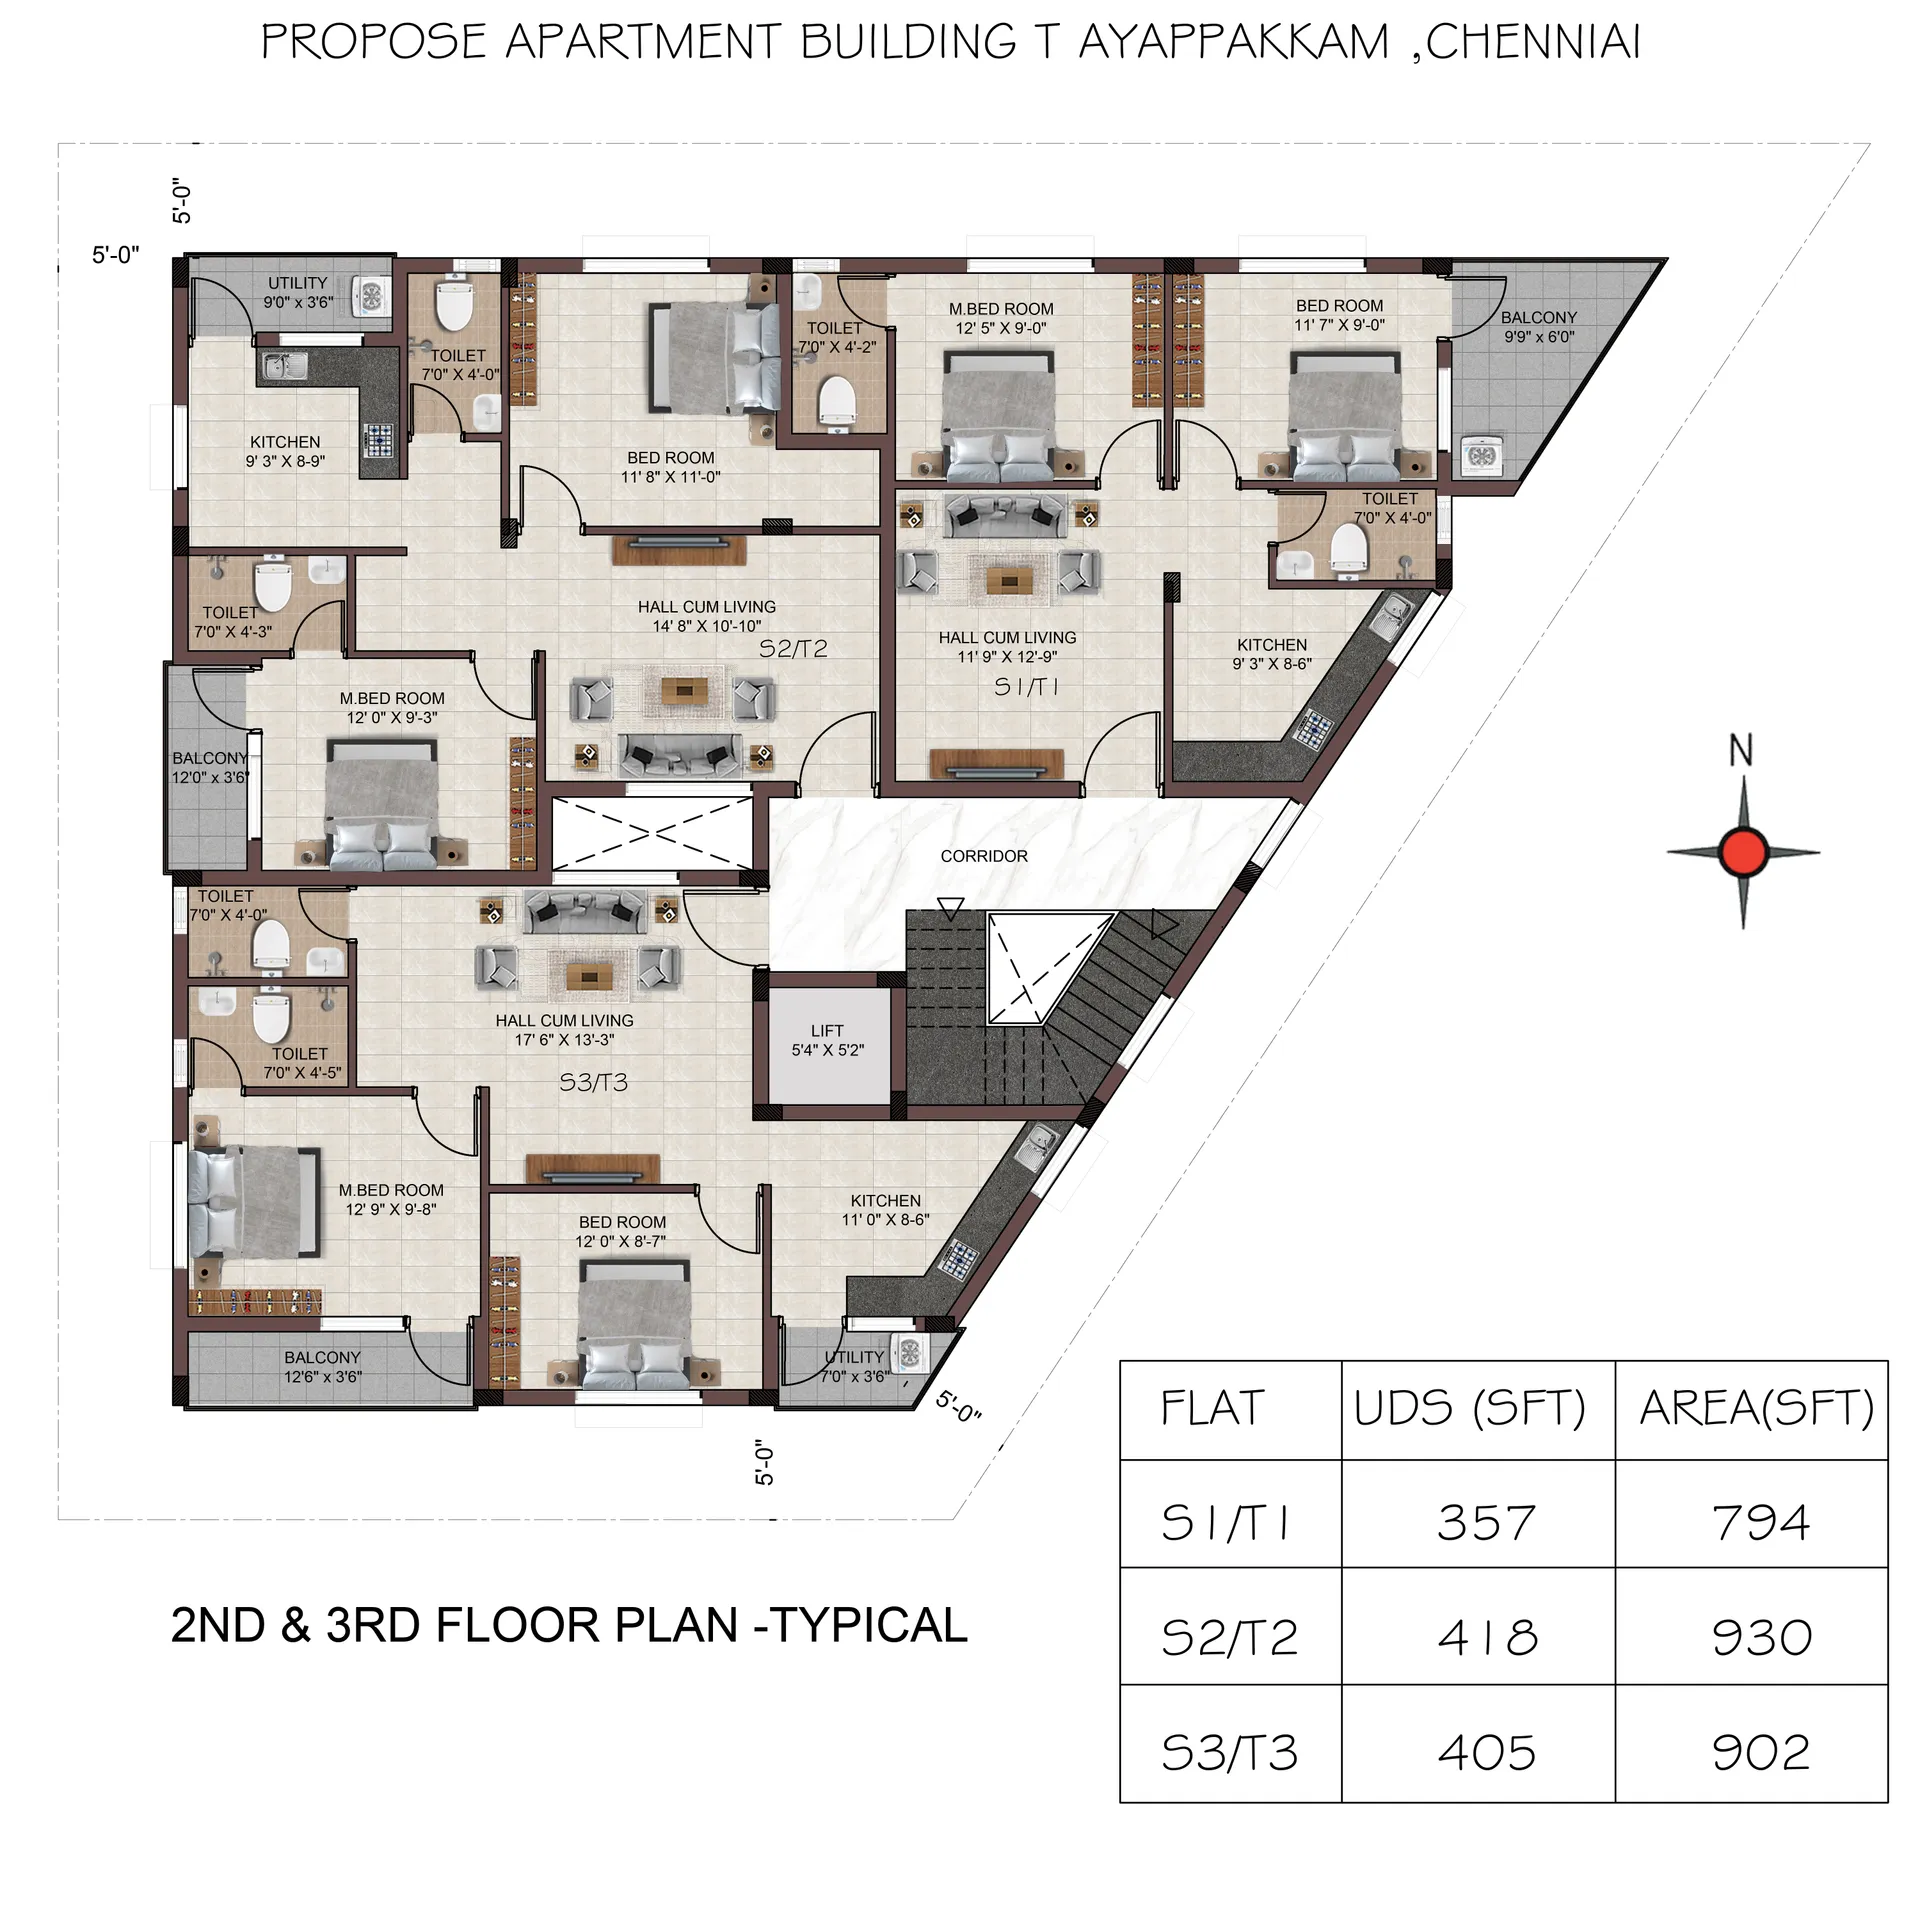 PROPOSE APARTMENT BUILDING T AYAPPAKKAM ,CHENNIAI
5'-0"
5'-0"
UTILITY
9'0" x 3'6"
TOILET
7'0" X 4'-0"
KITCHEN
9' 3" X 8-9"
BED ROOM
11' 8" X 11'-0"
TOILET
7'0" X 4'-2"
M.BED ROOM
12' 5" X 9'-0"
BED ROOM
11' 7" X 9'-0"
BALCONY
9'9" x 6'0"
TOILET
7'0" X 4'-0"
TOILET
7'0" X 4'-3"
HALL CUM LIVING
14' 8" X 10'-10"
S2/T2
HALL CUM LIVING
11' 9" X 12'-9"
S1/T1
KITCHEN
9' 3" X 8-6"
M.BED ROOM
12' 0" X 9'-3"
BALCONY
12'0" x 3'6"
N
CORRIDOR
TOILET
7'0" X 4'-0"
HALL CUM LIVING
17' 6" X 13'-3"
S3/T3
LIFT
5'4" X 5'2"
TOILET
7'0" X 4'-5"
M.BED ROOM
12' 9" X 9'-8"
BED ROOM
12' 0" X 8'-7"
KITCHEN
11' 0" X 8-6"
BALCONY
12'6" x 3'6"
UTILITY
7'0" x 3'6"
5'-0"
5'-0"
FLAT UDS (SFT) AREA(SFT)
S1/T1 357 794
S2/T2 418 930
S3/T3 405 902
2ND & 3RD FLOOR PLAN -TYPICAL